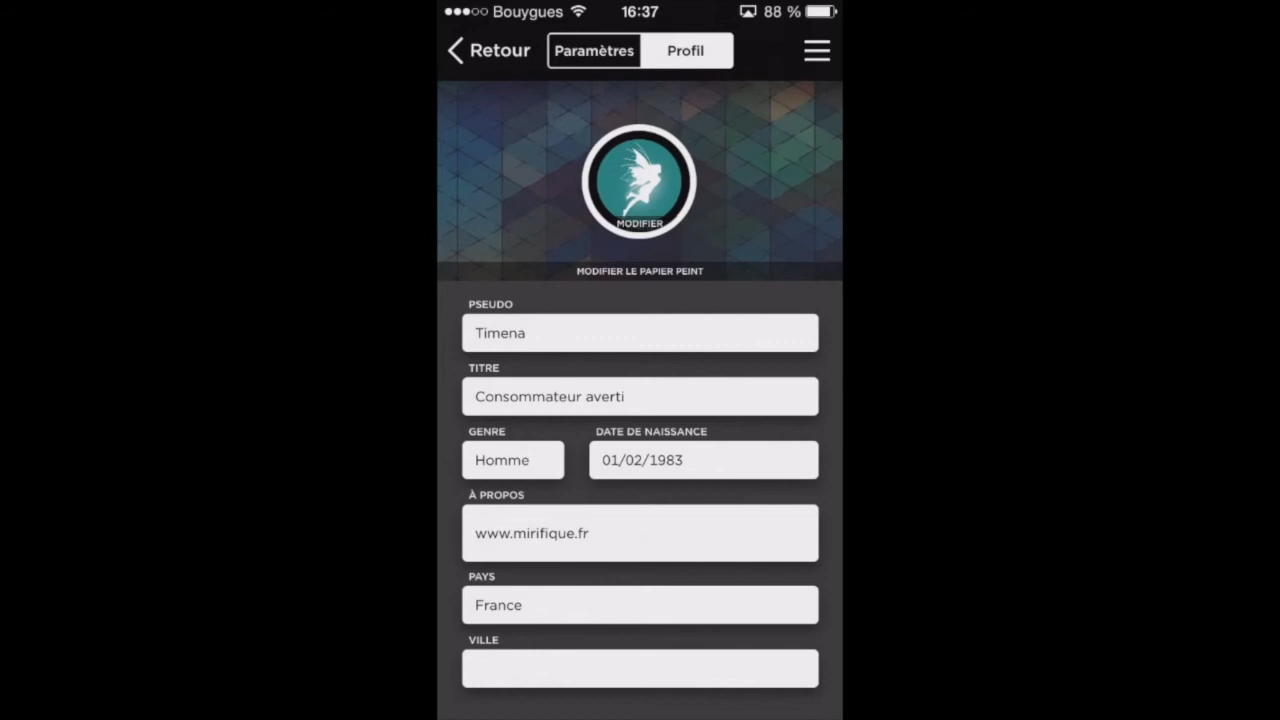 Bouygues 16:37 88 %
Retour Paramètres Profil
MODIFIER
MODIFIER LE PAPIER PEINT
PSEUDO
Timena
TITRE
Consommateur averti
GENRE DATE DE NAISSANCE
Homme 01/02/1983
À PROPOS
www.mirifique.fr
PAYS
France
VILLE